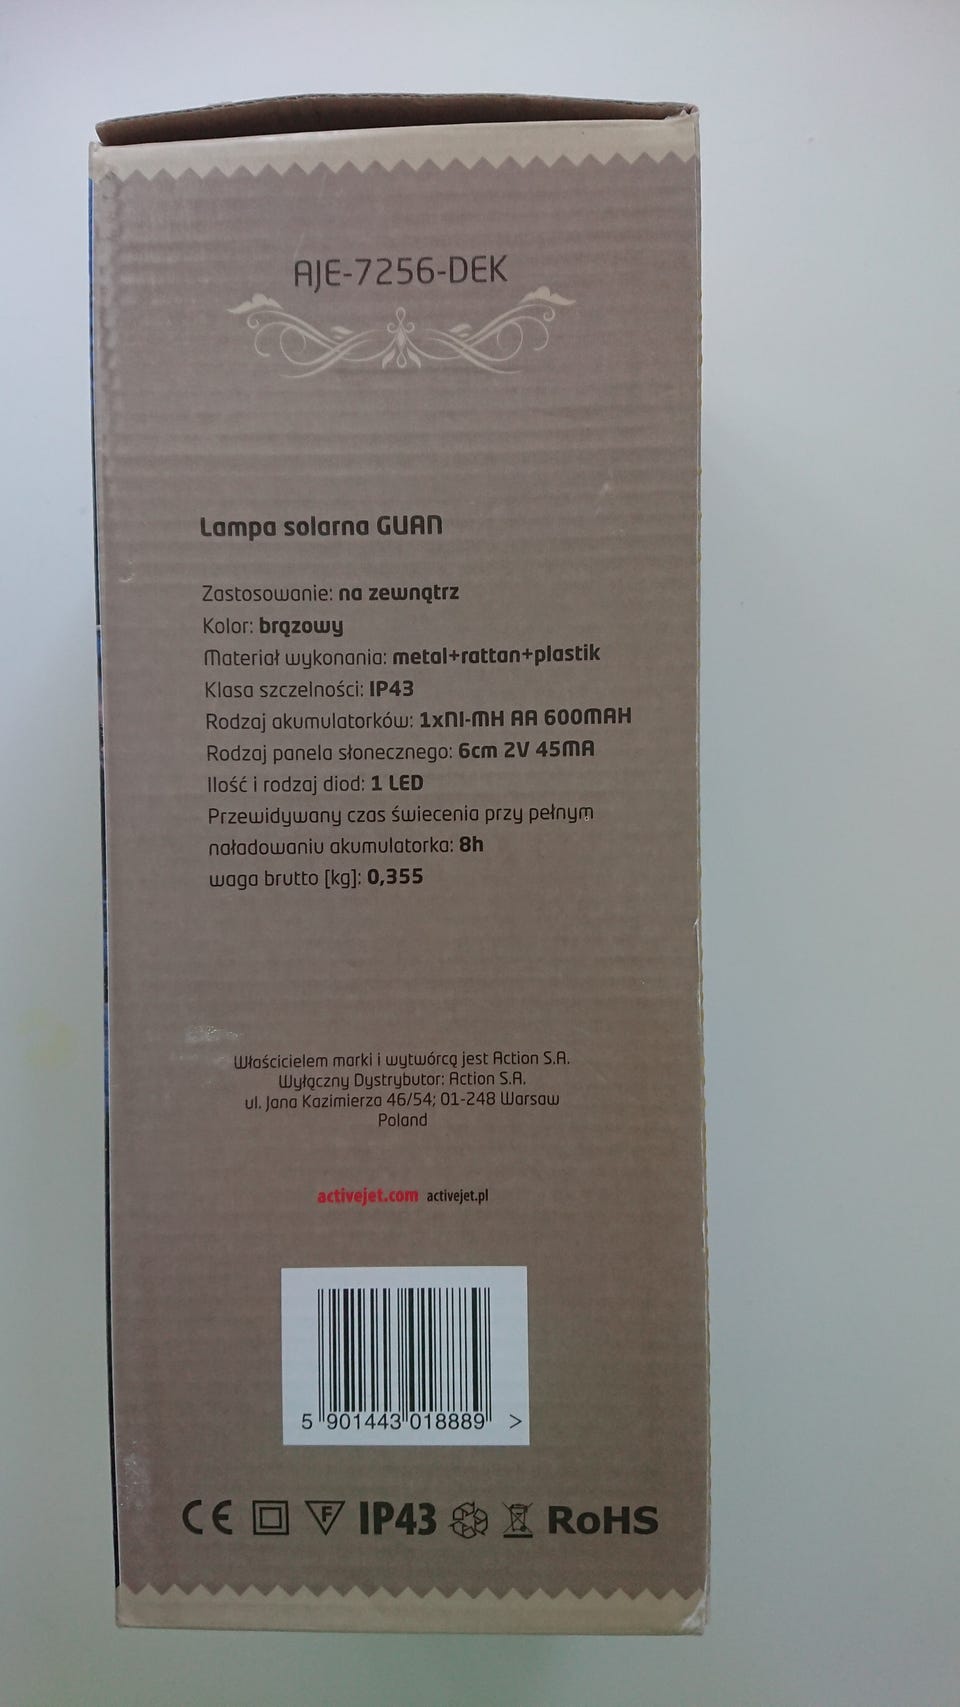 AJE-7256-DEK
Lampa solarna GUAN
Zastosowanie: na zewnątrz
Kolor: brązowy
Materiał wykonania: metal+rattan+plastik
Klasa szczelności: IP43
Rodzaj akumulatorków: 1xNI-MH AA 600MAH
Rodzaj panela słonecznego: 6cm 2V 45MA
Ilość i rodzaj diod: 1 LED
Przewidywany czas świecenia przy pełnym
naładowaniu akumulatorka: 8h
waga brutto [kg]: 0,355
Właścicielem marki i wytwórcą jest Action S.A.
Wyłączny Dystrybutor: Action S.A.
ul. Jana Kazimierza 46/54; 01-248 Warsaw
Poland
activejet.com activejet.pl
5 901443 018889 >
CE F IP43 RoHS